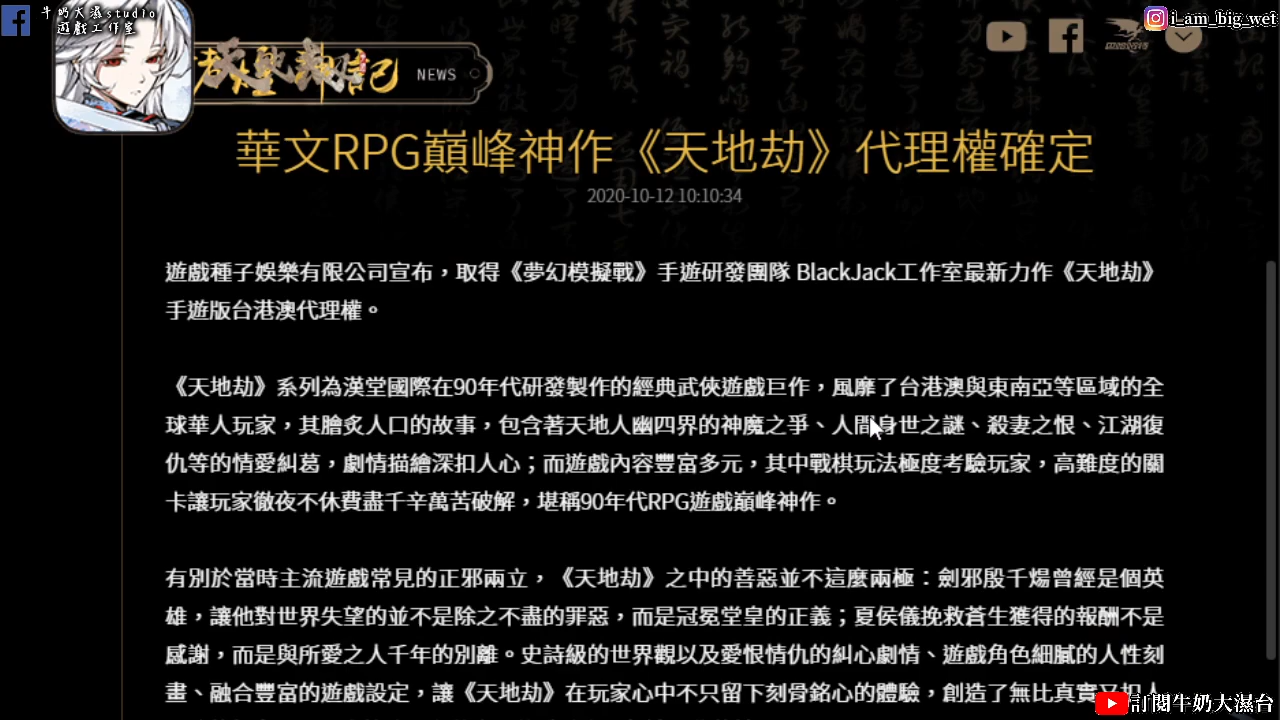 牛奶大濕studio
遊戲工作室
i_am_big_wet
NEWS
華文RPG巔峰神作《天地劫》代理權確定
2020-10-12 10:10:34
遊戲種子娛樂有限公司宣布，取得《夢幻模擬戰》手遊研發團隊 BlackJack工作室最新力作《天地劫》
手遊版台港澳代理權。
《天地劫》系列為漢堂國際在90年代研發製作的經典武俠遊戲巨作，風靡了台港澳與東南亞等區域的全
球華人玩家，其膾炙人口的故事，包含著天地人幽四界的神魔之爭、人間身世之謎、殺妻之恨、江湖復
仇等的情愛糾葛，劇情描繪深扣人心；而遊戲內容豐富多元，其中戰棋玩法極度考驗玩家，高難度的關
卡讓玩家徹夜不休費盡千辛萬苦破解，堪稱90年代RPG遊戲巔峰神作。
有別於當時主流遊戲常見的正邪兩立，《天地劫》之中的善惡並不這麼兩極：劍邪殷千煬曾經是個英
雄，讓他對世界失望的並不是除之不盡的罪惡，而是冠冕堂皇的正義；夏侯儀挽救蒼生獲得的報酬不是
感謝，而是與所愛之人千年的別離。史詩級的世界觀以及愛恨情仇的糾心劇情、遊戲角色細膩的人性刻
畫、融合豐富的遊戲設定，讓《天地劫》在玩家心中不只留下刻骨銘心的體驗，創造了無比真實又扣人
訂閱牛奶大濕台